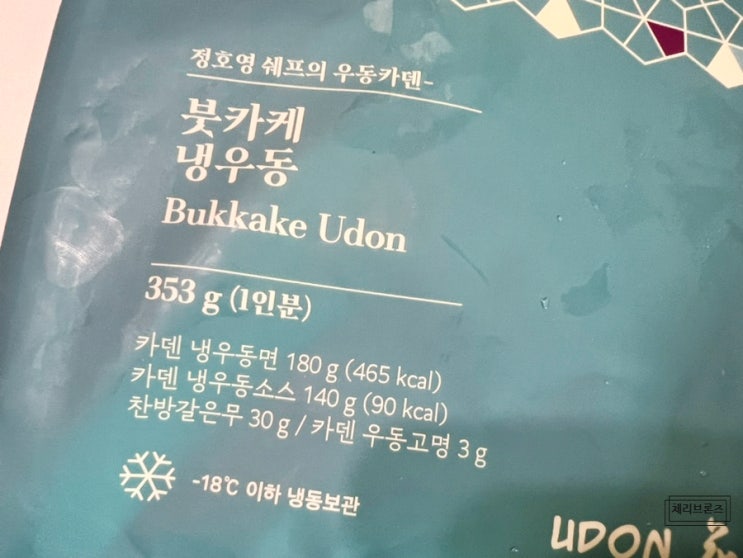 정호영 쉐프의 우동카덴-
붓카케
냉우동
Bukkake Udon
353 g (1인분)
카덴 냉우동면 180 g (465 kcal)
카덴 냉우동소스 140 g (90 kcal)
찬방갈은무 30 g / 카덴 우동고명 3 g
-18℃ 이하 냉동보관
체리브론즈
UDON